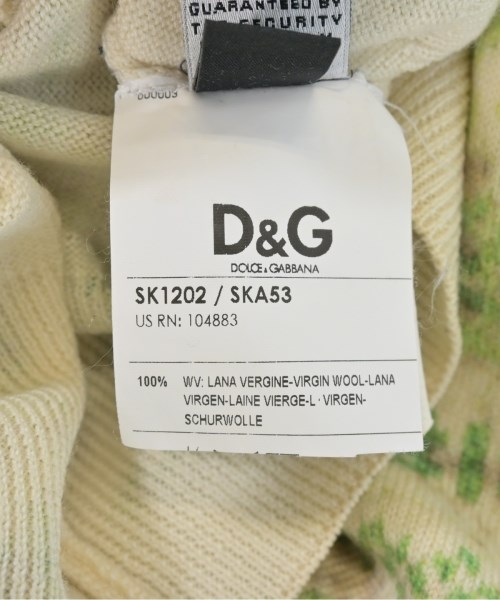 GUARANTEED BY
SECURITY
D&G
DOLCE & GABBANA
SK1202 / SKA53
US RN: 104883
100% WV: LANA VERGINE-VIRGIN WOOL-LANA
VIRGEN-LAINE VIERGE-L·VIRGEN-
SCHURWOLLE